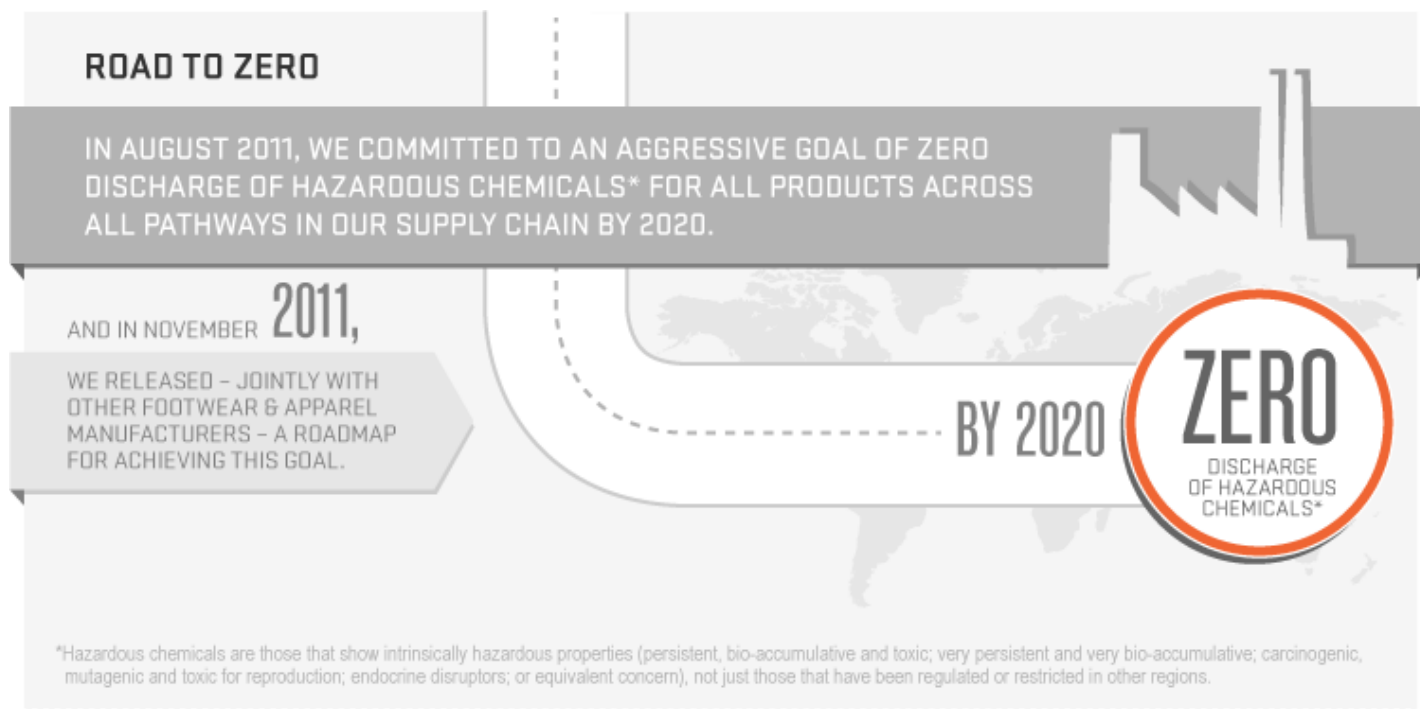 ROAD TO ZERO
IN AUGUST 2011, WE COMMITTED TO AN AGGRESSIVE GOAL OF ZERO
DISCHARGE OF HAZARDOUS CHEMICALS* FOR ALL PRODUCTS ACROSS
ALL PATHWAYS IN OUR SUPPLY CHAIN BY 2020.
AND IN NOVEMBER 2011,
WE RELEASED – JOINTLY WITH
OTHER FOOTWEAR & APPAREL
MANUFACTURERS – A ROADMAP
FOR ACHIEVING THIS GOAL.
BY 2020
ZERO
DISCHARGE
OF HAZARDOUS
CHEMICALS*
*Hazardous chemicals are those that show intrinsically hazardous properties (persistent, bio-accumulative and toxic; very persistent and very bio-accumulative; carcinogenic,
mutagenic and toxic for reproduction; endocrine disruptors; or equivalent concern), not just those that have been regulated or restricted in other regions.